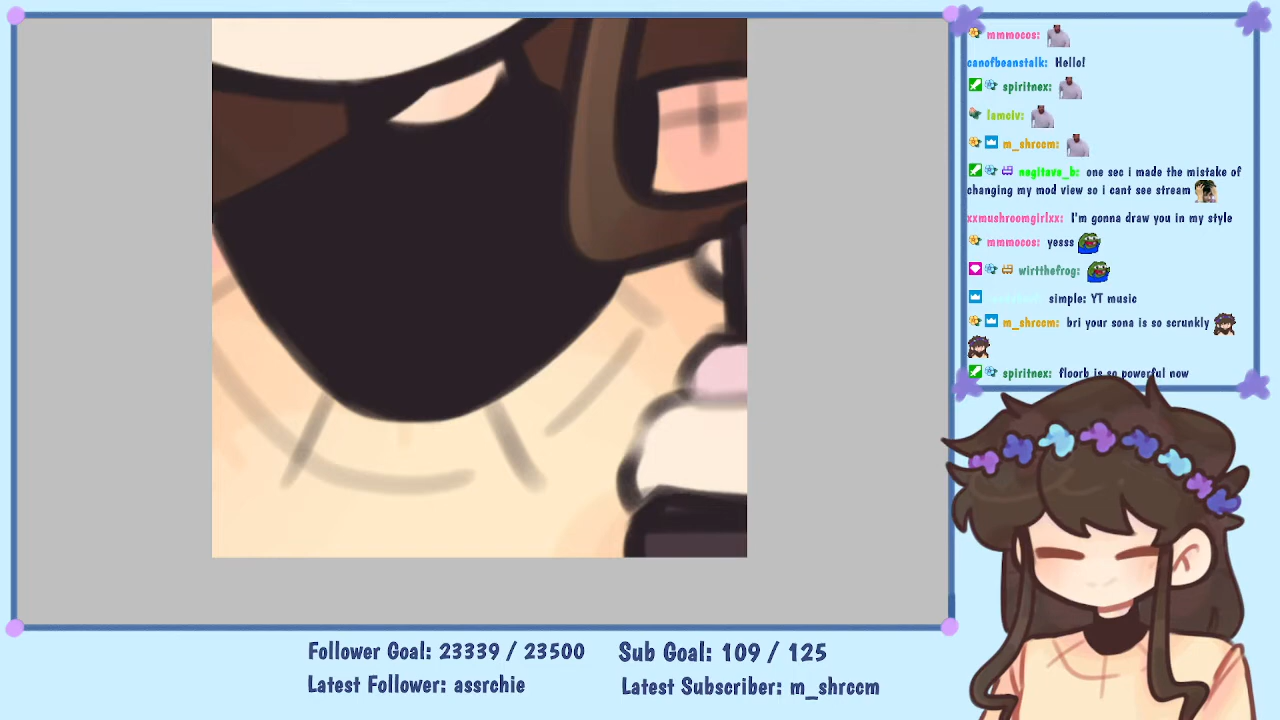 mmmocos:
canofbeanstalk: Hello!
spiritnex:
lamclv:
m_shrccm:
nagitava_b: one sec i made the mistake of
changing my mod view so i cant see stream
xxmushroomgirlxx: I'm gonna draw you in my style
mmmocos: yesss
wirtthefrog:
simple: YT music
m_shrccm: bri your sona is so scrunkly
spiritnex: floorb is so powerful now
Follower Goal: 23339 / 23500
Sub Goal: 109 / 125
Latest Follower: assrchie
Latest Subscriber: m_shrccm